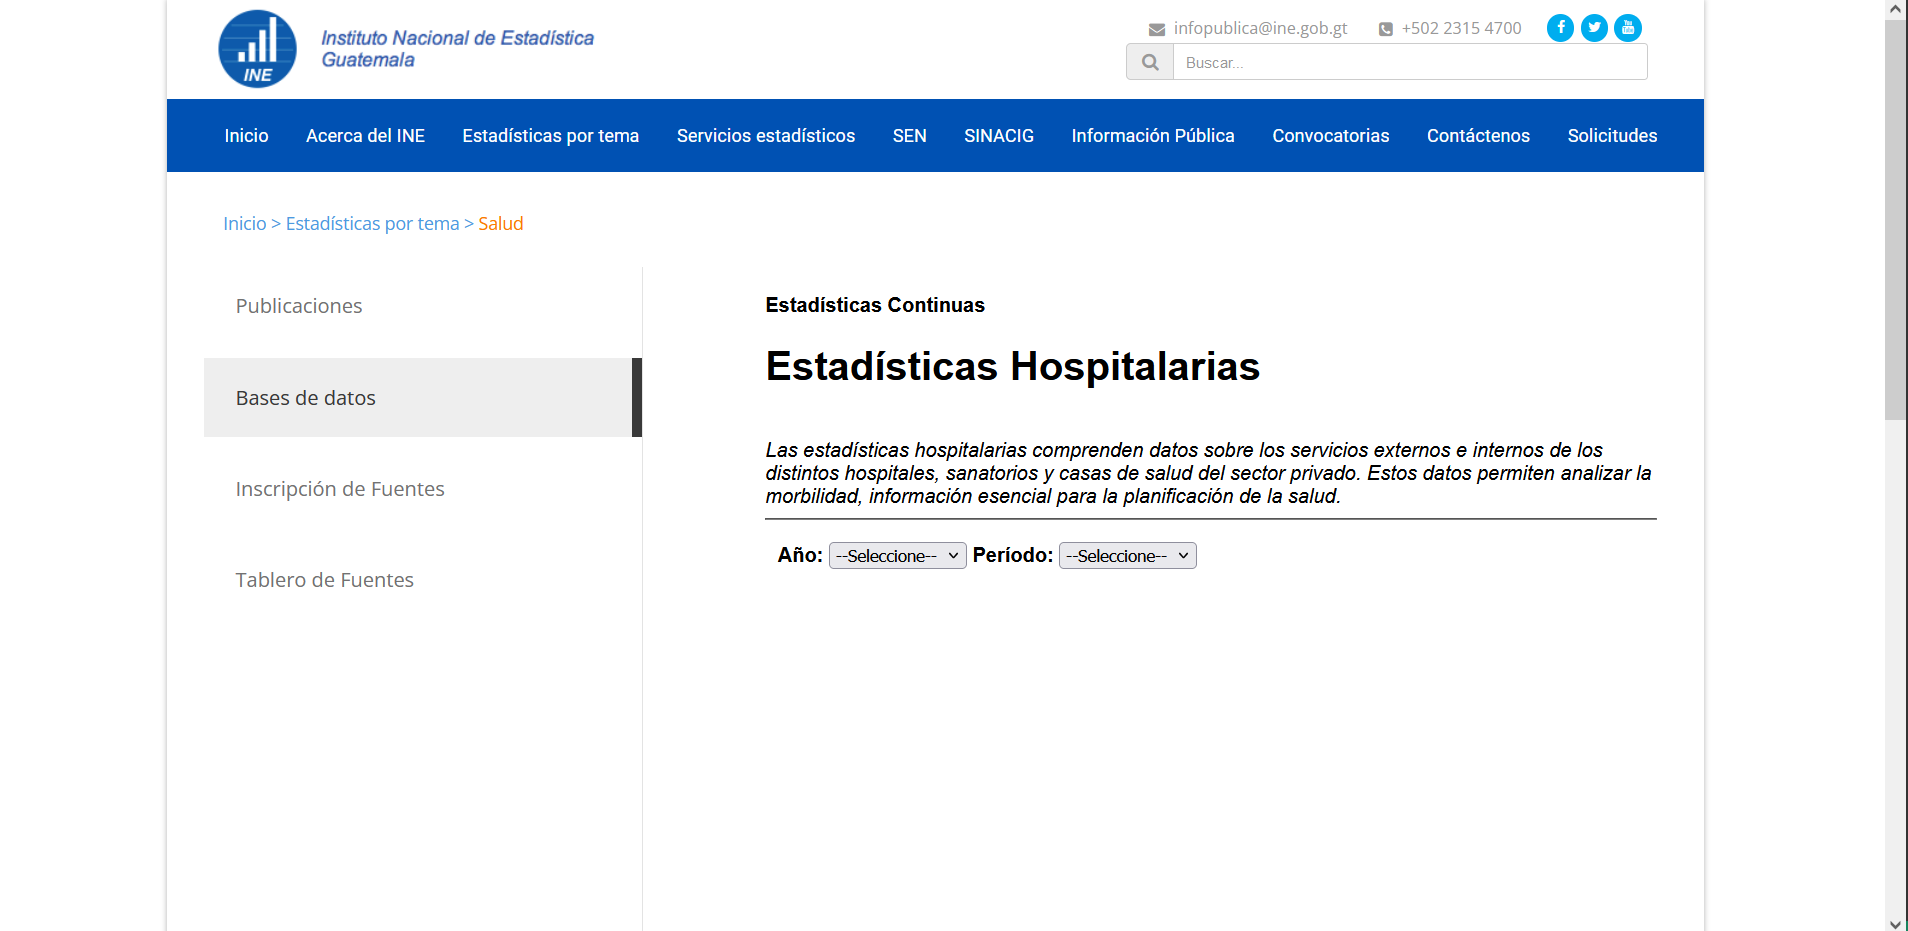 INE
Instituto Nacional de Estadística
Guatemala
infopublica@ine.gob.gt +502 2315 4700
Buscar...
Inicio Acerca del INE Estadísticas por tema Servicios estadísticos SEN SINACIG Información Pública Convocatorias Contáctenos Solicitudes
Inicio > Estadísticas por tema > Salud
Publicaciones
Bases de datos
Inscripción de Fuentes
Tablero de Fuentes
Estadísticas Continuas
Estadísticas Hospitalarias
Las estadísticas hospitalarias comprenden datos sobre los servicios externos e internos de los
distintos hospitales, sanatorios y casas de salud del sector privado. Estos datos permiten analizar la
morbilidad, información esencial para la planificación de la salud.
Año: --Seleccione-- Período: --Seleccione--